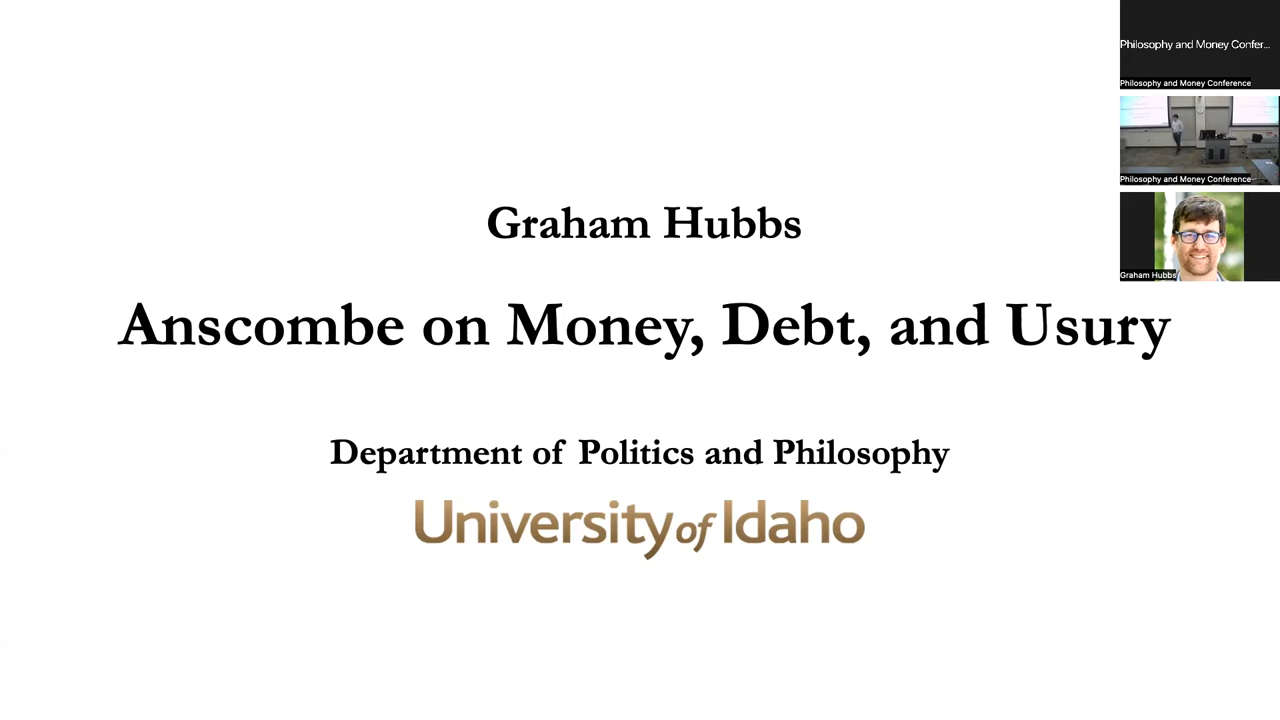 Graham Hubbs
Anscombe on Money, Debt, and Usury
Department of Politics and Philosophy
University of Idaho
Philosophy and Money Confer...
Philosophy and Money Conference
Philosophy and Money Conference
Graham Hubbs